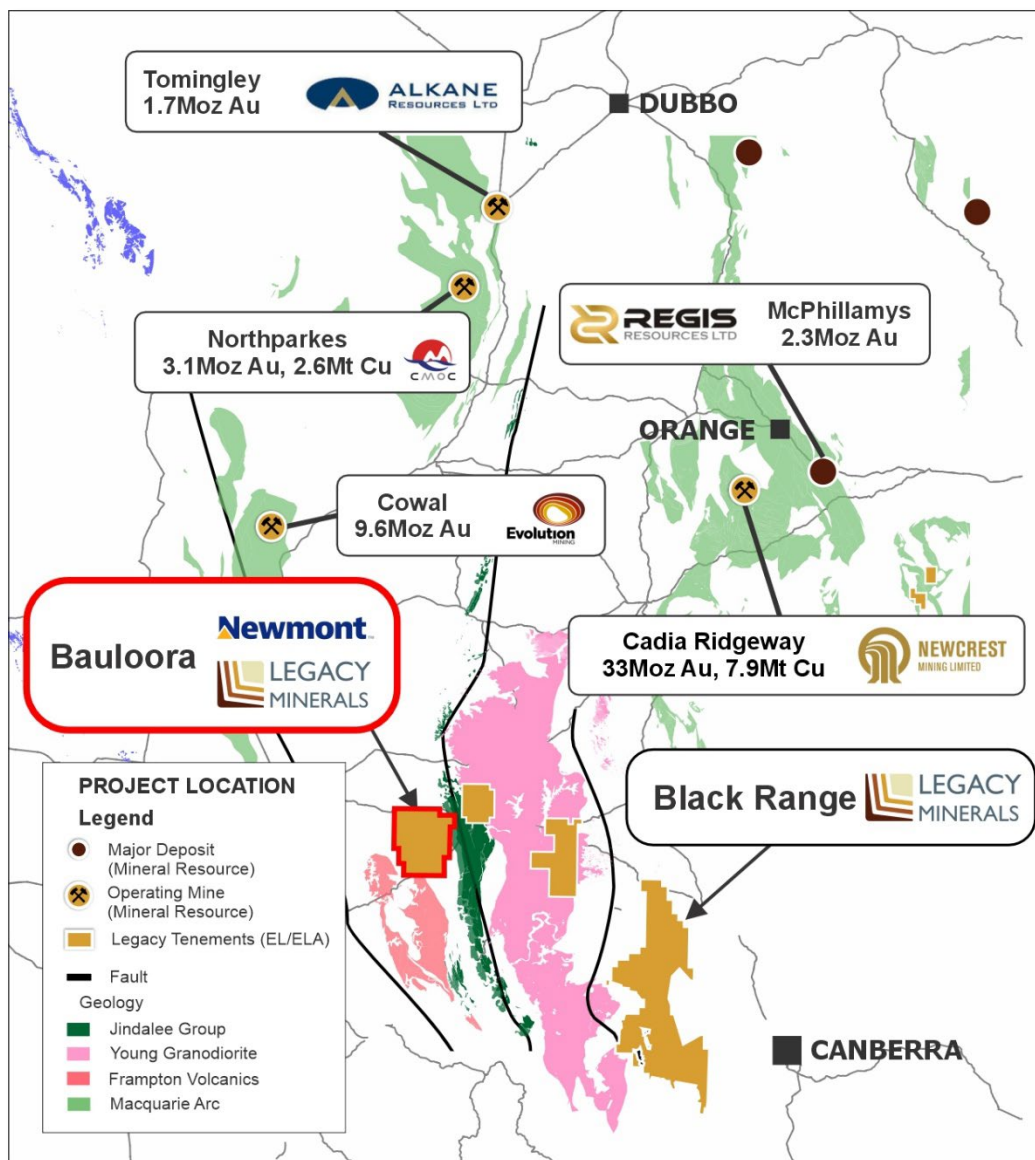 Tomingley
1.7Moz Au
ALKANE
RESOURCES LTD
DUBBO
Northparkes
3.1Moz Au, 2.6Mt Cu
CMOC
REGIS
RESOURCES LTD
McPhillamys
2.3Moz Au
ORANGE
Cowal
9.6Moz Au
Evolution
MINING
Bauloora
Newmont™
LEGACY
MINERALS
Cadia Ridgeway
33Moz Au, 7.9Mt Cu
NEWCREST
MINING LIMITED
Black Range
LEGACY
MINERALS
PROJECT LOCATION
Legend
Major Deposit
(Mineral Resource)
Operating Mine
(Mineral Resource)
Legacy Tenements (EL/ELA)
Fault
Geology
Jindalee Group
Young Granodiorite
Frampton Volcanics
Macquarie Arc
CANBERRA